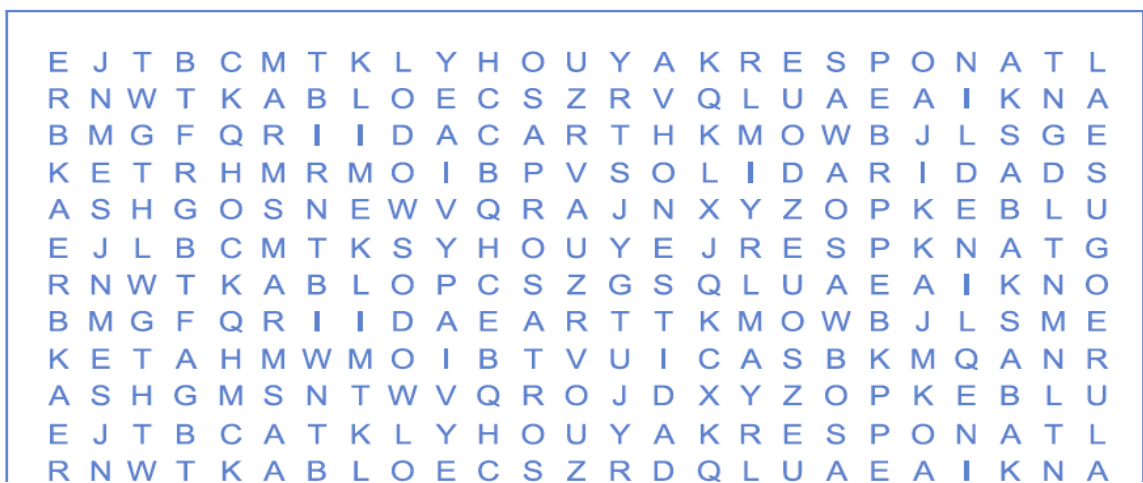 E J T B C M T K L Y H O U Y A K R E S P O N A T L
R N W T K A B L O E C S Z R V Q L U A E A I K N A
B M G F Q R I I D A C A R T H K M O W B J L S G E
K E T R H M R M O I B P V S O L I D A R I D A D S
A S H G O S N E W V Q R A J N X Y Z O P K E B L U
E J L B C M T K S Y H O U Y E J R E S P K N A T G
R N W T K A B L O P C S Z G S Q L U A E A I K N O
B M G F Q R I I D A E A R T T K M O W B J L S M E
K E T A H M W M O I B T V U I C A S B K M Q A N R
A S H G M S N T W V Q R O J D X Y Z O P K E B L U
E J T B C A T K L Y H O U Y A K R E S P O N A T L
R N W T K A B L O E C S Z R D Q L U A E A I K N A